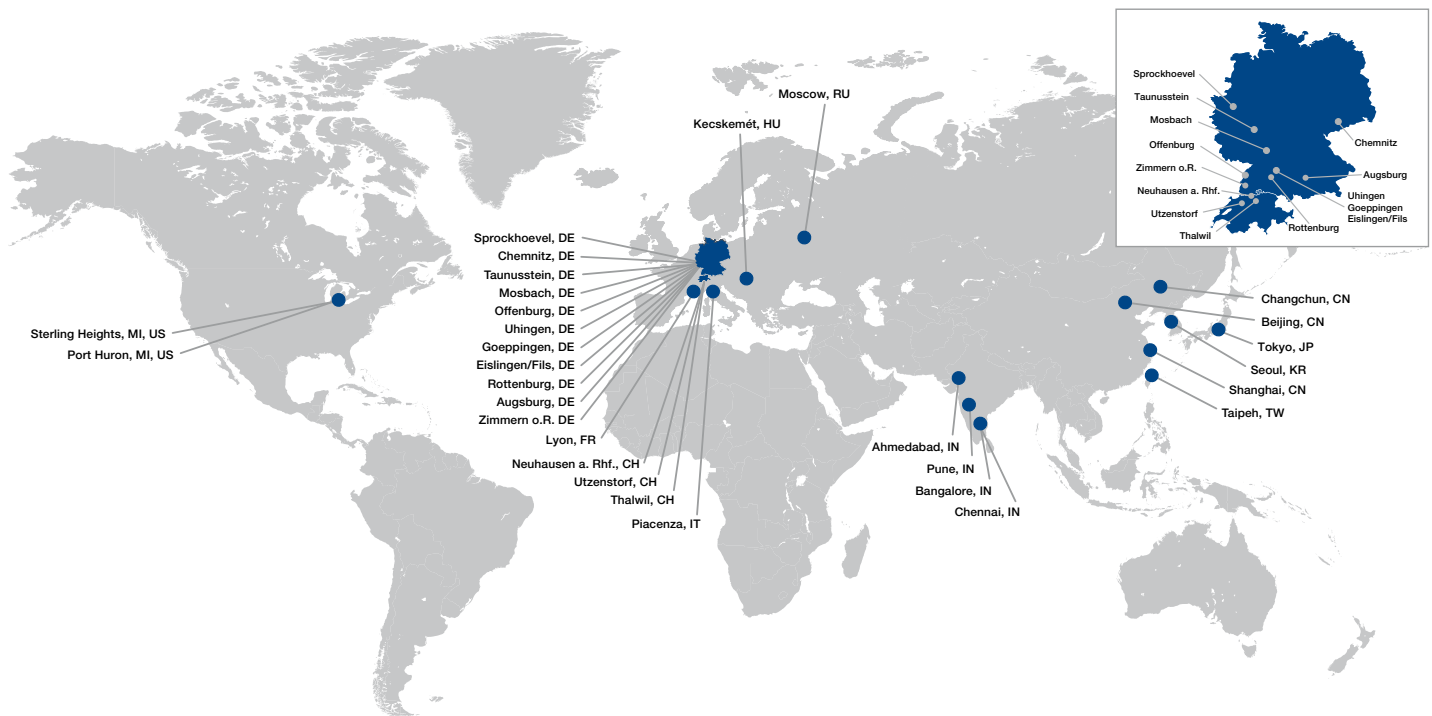 Moscow, RU
Kecskemét, HU
Sprockhoevel, DE
Chemnitz, DE
Taunusstein, DE
Mosbach, DE
Offenburg, DE
Uhingen, DE
Goeppingen, DE
Eislingen/Fils, DE
Rottenburg, DE
Augsburg, DE
Zimmern o.R. DE
Lyon, FR
Neuhausen a. Rhf., CH
Utzenstorf, CH
Thalwil, CH
Piacenza, IT
Sterling Heights, MI, US
Port Huron, MI, US
Ahmedabad, IN
Pune, IN
Bangalore, IN
Chennai, IN
Changchun, CN
Beijing, CN
Tokyo, JP
Seoul, KR
Shanghai, CN
Taipeh, TW
Sprockhoevel
Taunusstein
Mosbach
Offenburg
Zimmern o.R.
Neuhausen a. Rhf.
Utzenstorf
Thalwil
Chemnitz
Augsburg
Uhingen
Goeppingen
Eislingen/Fils
Rottenburg